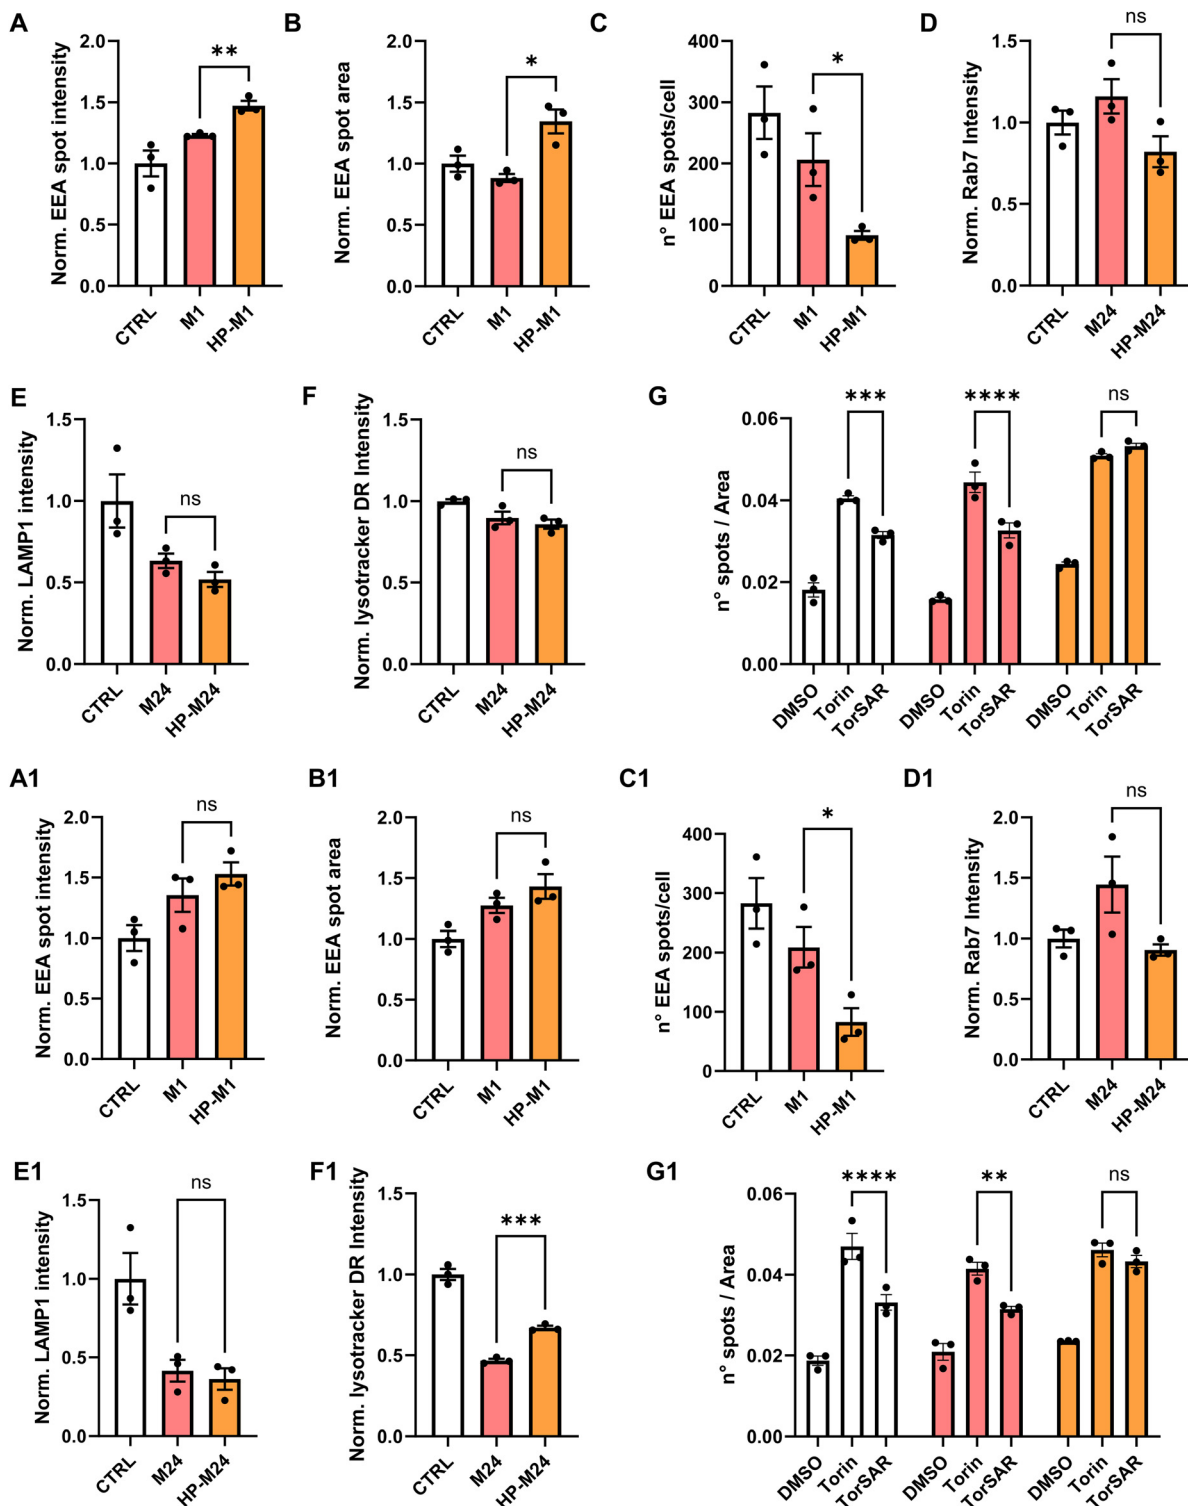 A
Norm. EEA spot intensity
2.0
1.5
1.0
0.5
0.0
**
CTRL
M1
HP-M1
B
Norm. EEA spot area
2.0
1.5
1.0
0.5
0.0
*
CTRL
M1
HP-M1
C
n° EEA spots/cell
400
300
200
100
0
*
CTRL
M1
HP-M1
D
Norm. Rab7 Intensity
1.5
1.0
0.5
0.0
ns
CTRL
M24
HP-M24
E
Norm. LAMP1 intensity
1.5
1.0
0.5
0.0
ns
CTRL
M24
HP-M24
F
Norm. lysotracker DR Intensity
1.5
1.0
0.5
0.0
ns
CTRL
M24
HP-M24
G
n° spots / Area
0.06
0.04
0.02
0.00
***
****
ns
DMSO
Torin
TorSAR
DMSO
Torin
TorSAR
DMSO
Torin
TorSAR
A1
Norm. EEA spot intensity
2.0
1.5
1.0
0.5
0.0
ns
CTRL
M1
HP-M1
B1
Norm. EEA spot area
2.0
1.5
1.0
0.5
0.0
ns
CTRL
M1
HP-M1
C1
n° EEA spots/cell
400
300
200
100
0
*
CTRL
M1
HP-M1
D1
Norm. Rab7 Intensity
2.0
1.5
1.0
0.5
0.0
ns
CTRL
M24
HP-M24
E1
Norm. LAMP1 intensity
1.5
1.0
0.5
0.0
ns
CTRL
M24
HP-M24
F1
Norm. lysotracker DR Intensity
1.5
1.0
0.5
0.0
***
CTRL
M24
HP-M24
G1
n° spots / Area
0.06
0.04
0.02
0.00
****
**
ns
DMSO
Torin
TorSAR
DMSO
Torin
TorSAR
DMSO
Torin
TorSAR